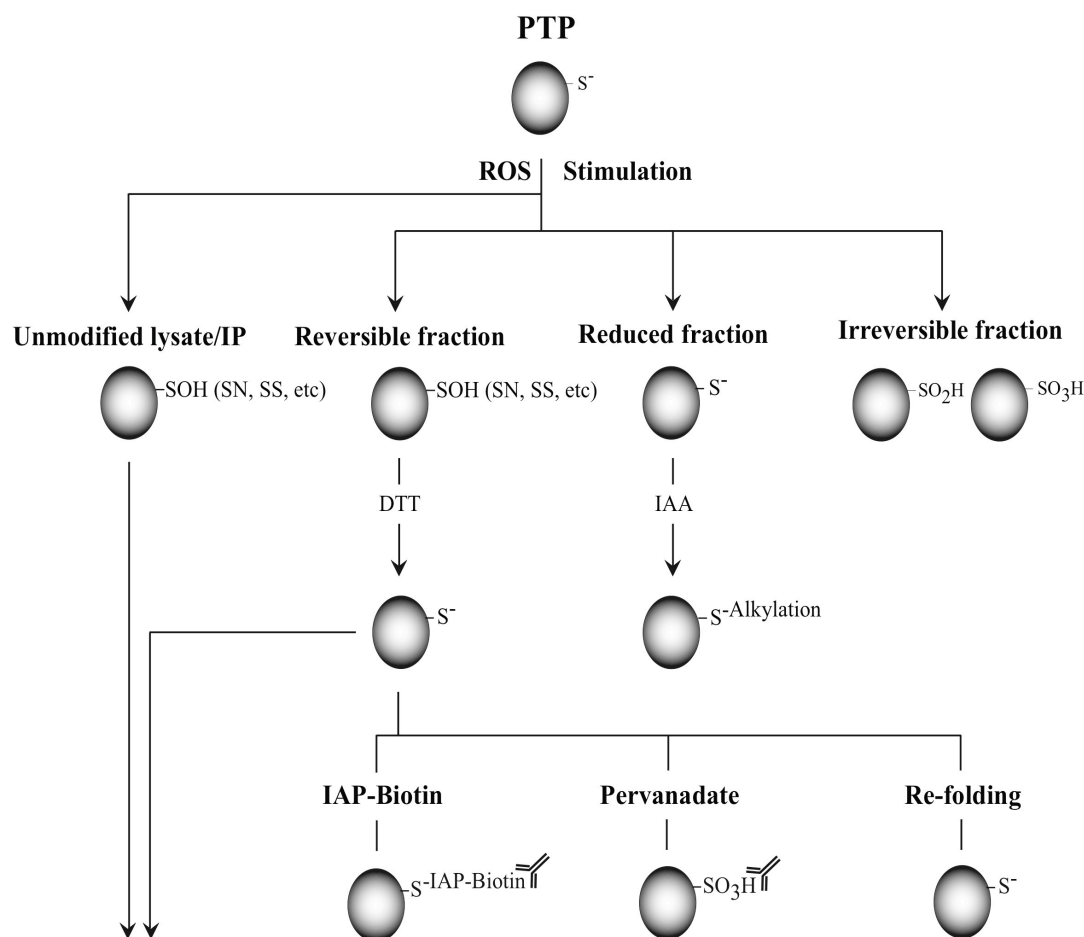 PTP
S-
ROS Stimulation
Unmodified lysate/IP
Reversible fraction
Reduced fraction
Irreversible fraction
SOH (SN, SS, etc)
SOH (SN, SS, etc)
S-
SO2H
SO3H
DTT
IAA
S-
S-Alkylation
IAP-Biotin
Pervanadate
Re-folding
S-IAP-Biotin
SO3H
S-